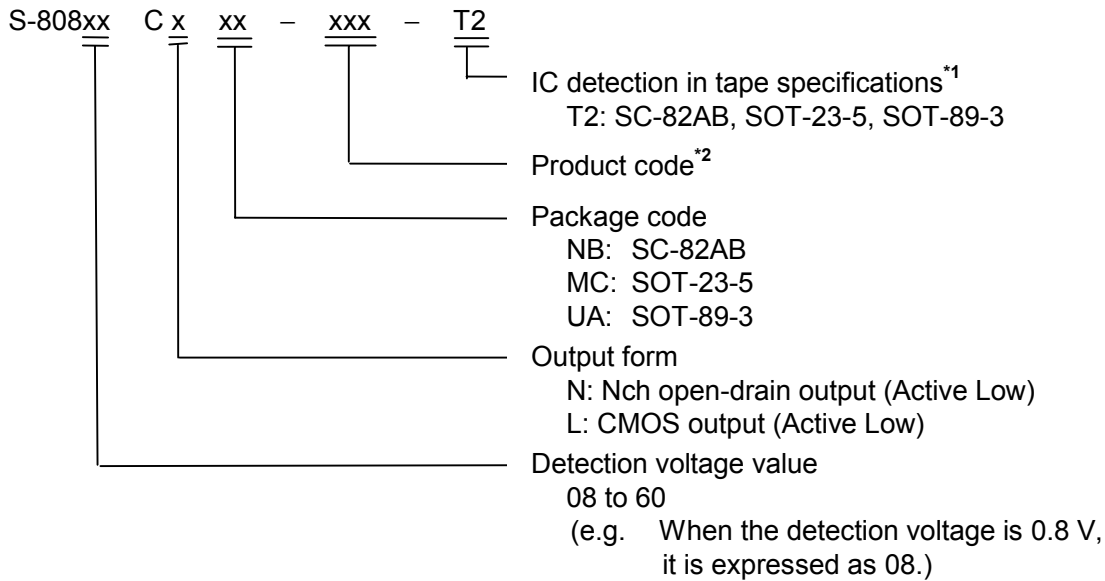 S-808xx C x xx − xxx − T2
IC detection in tape specifications*1
T2: SC-82AB, SOT-23-5, SOT-89-3
Product code*2
Package code
NB: SC-82AB
MC: SOT-23-5
UA: SOT-89-3
Output form
N: Nch open-drain output (Active Low)
L: CMOS output (Active Low)
Detection voltage value
08 to 60
(e.g. When the detection voltage is 0.8 V,
it is expressed as 08.)